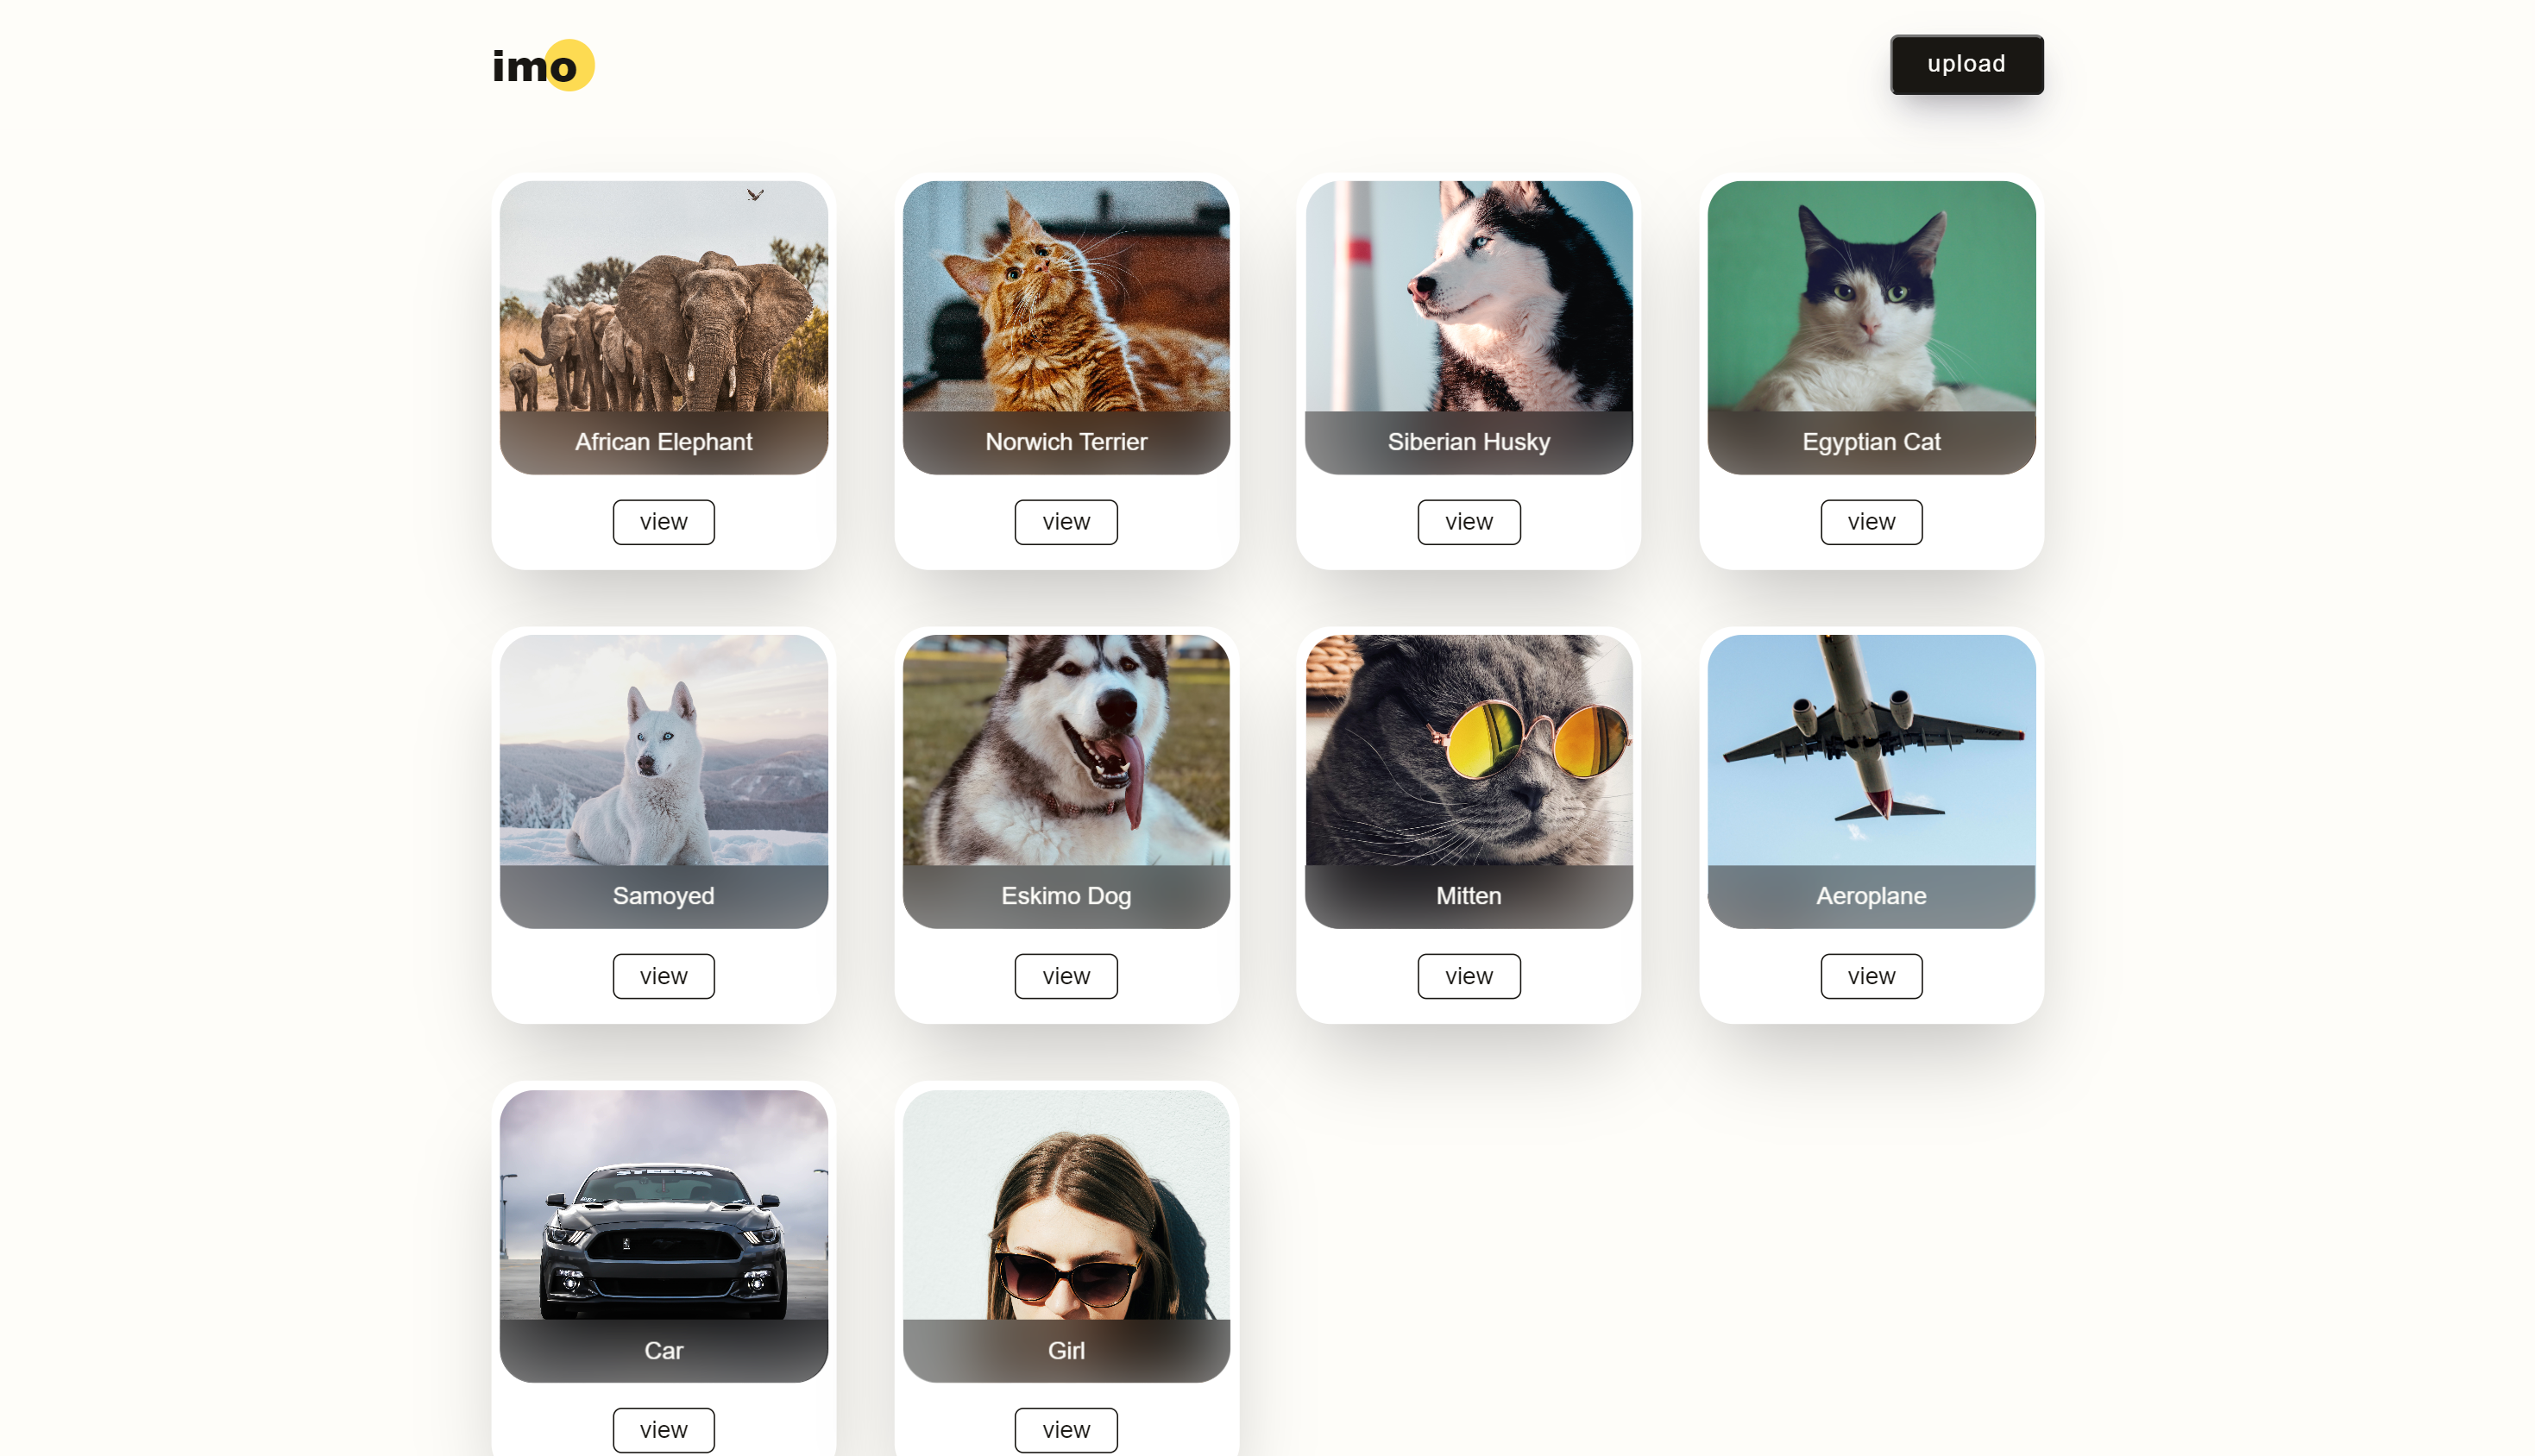 imo
upload
African Elephant
Norwich Terrier
Siberian Husky
Egyptian Cat
view
view
view
view
Samoyed
Eskimo Dog
Mitten
Aeroplane
view
view
view
view
STEEDA
Car
Girl
view
view